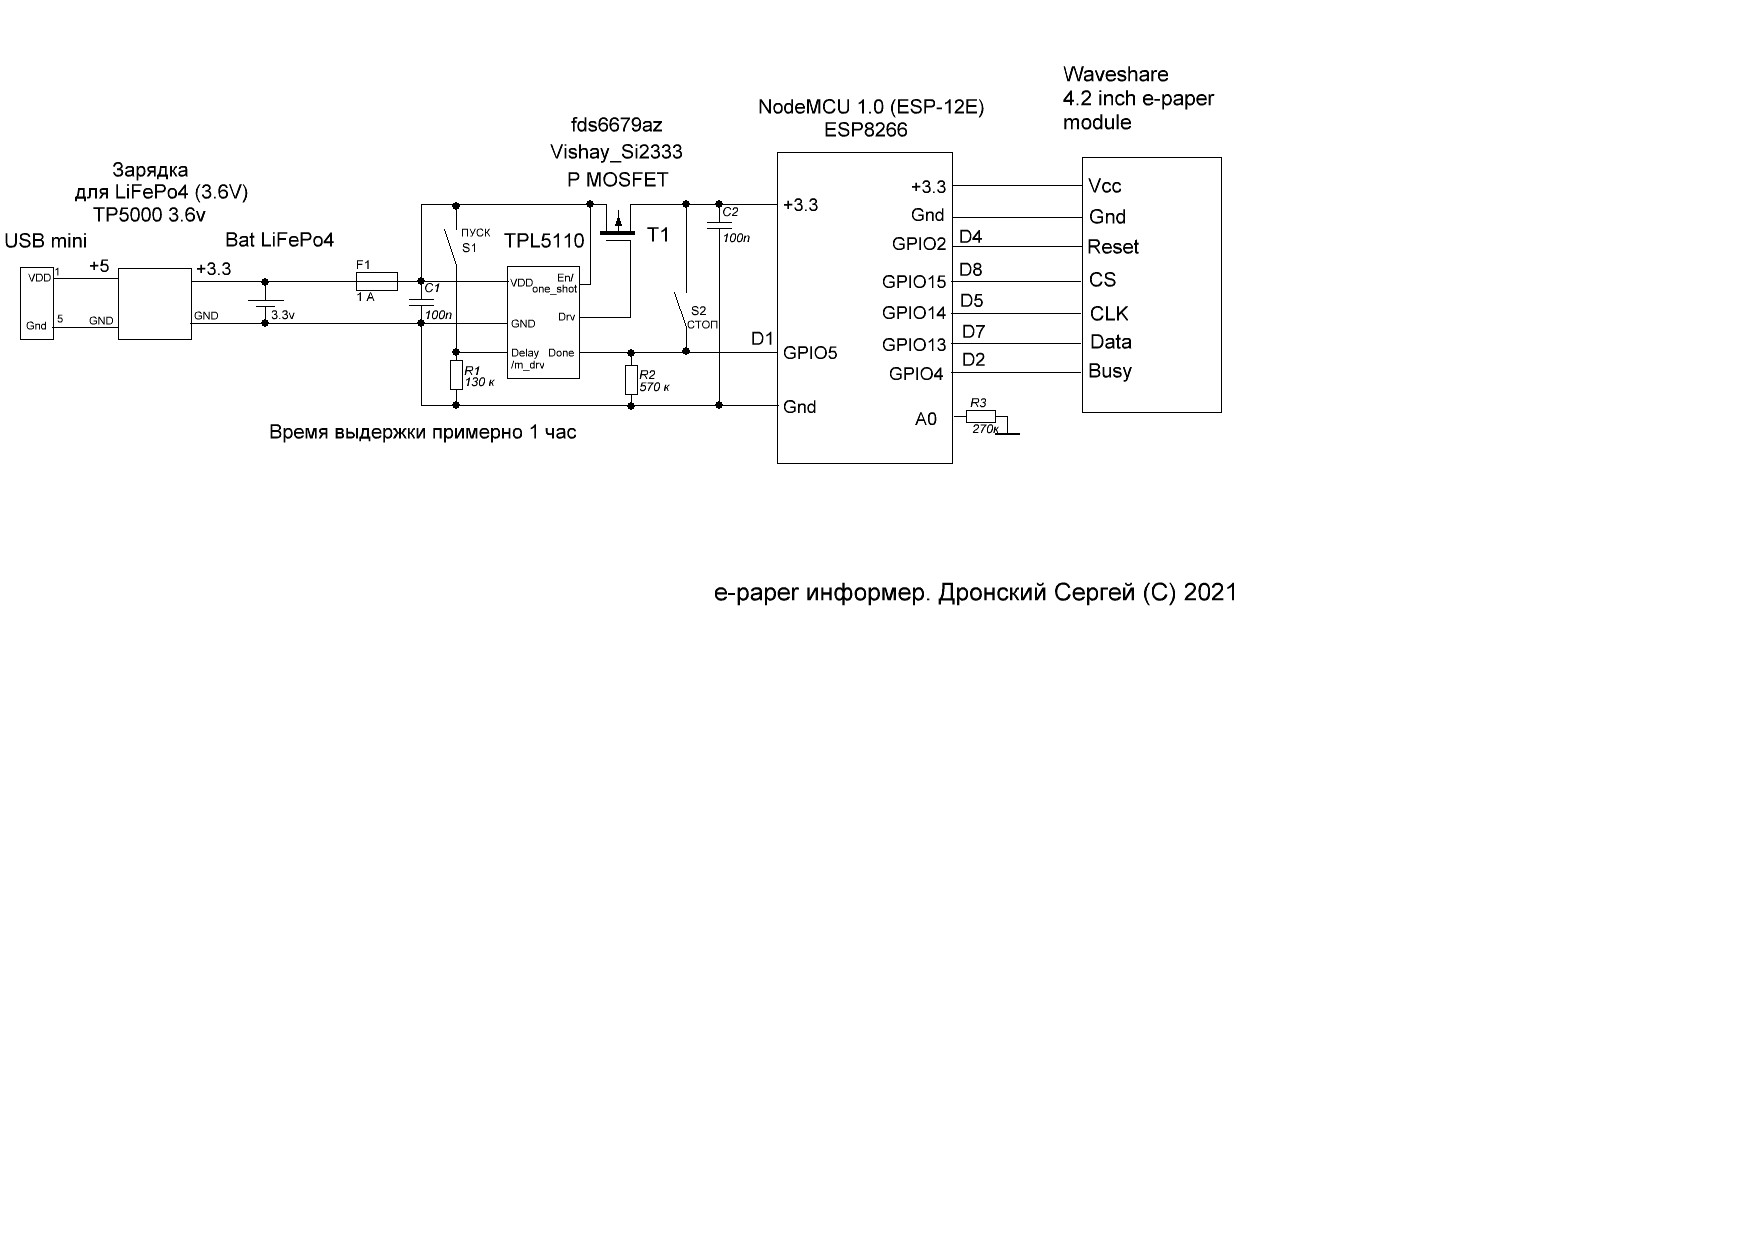 Waveshare
4.2 inch e-paper
module
NodeMCU 1.0 (ESP-12E)
ESP8266
fds6679az
Vishay_Si2333
P MOSFET
Зарядка
для LiFePo4 (3.6V)
TP5000 3.6v
USB mini
Bat LiFePo4
VDD
1
+5
Gnd
5
GND
+3.3
GND
3.3v
F1
1 A
C1
100n
ПУСК
S1
TPL5110
VDD
En/
one_shot
GND
Drv
Delay
/m_drv
Done
R1
130 к
R2
570 к
T1
S2
СТОП
C2
100n
+3.3
D1
GPIO5
Gnd
+3.3
Gnd
GPIO2
D4
GPIO15
D8
GPIO14
D5
GPIO13
D7
GPIO4
D2
A0
R3
270к
Vcc
Gnd
Reset
CS
CLK
Data
Busy
Время выдержки примерно 1 час
e-paper информер. Дронский Сергей (C) 2021